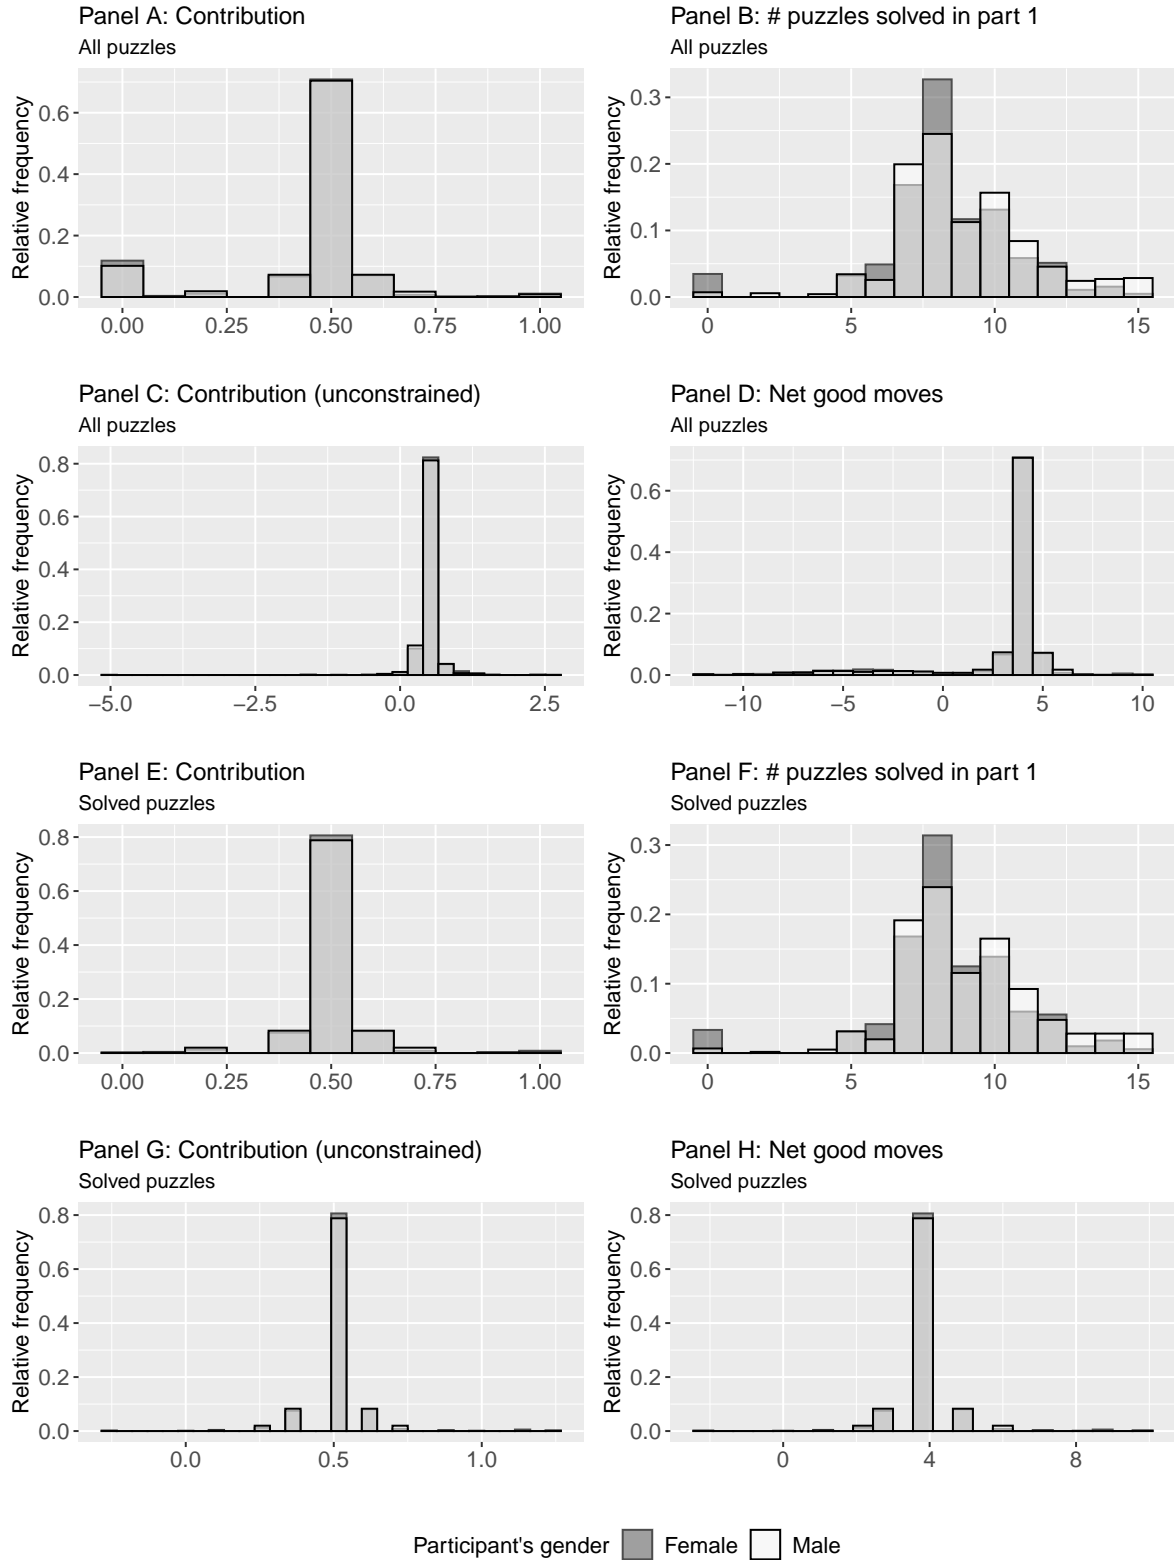 Panel A: Contribution
All puzzles
Relative frequency
0.6
0.4
0.2
0.0
0.00 0.25 0.50 0.75 1.00
Panel B: # puzzles solved in part 1
All puzzles
Relative frequency
0.3
0.2
0.1
0.0
0 5 10 15
Panel C: Contribution (unconstrained)
All puzzles
Relative frequency
0.8
0.6
0.4
0.2
0.0
−5.0 −2.5 0.0 2.5
Panel D: Net good moves
All puzzles
Relative frequency
0.6
0.4
0.2
0.0
−10 −5 0 5 10
Panel E: Contribution
Solved puzzles
Relative frequency
0.8
0.6
0.4
0.2
0.0
0.00 0.25 0.50 0.75 1.00
Panel F: # puzzles solved in part 1
Solved puzzles
Relative frequency
0.3
0.2
0.1
0.0
0 5 10 15
Panel G: Contribution (unconstrained)
Solved puzzles
Relative frequency
0.8
0.6
0.4
0.2
0.0
0.0 0.5 1.0
Panel H: Net good moves
Solved puzzles
Relative frequency
0.8
0.6
0.4
0.2
0.0
0 4 8
Participant's gender Female Male